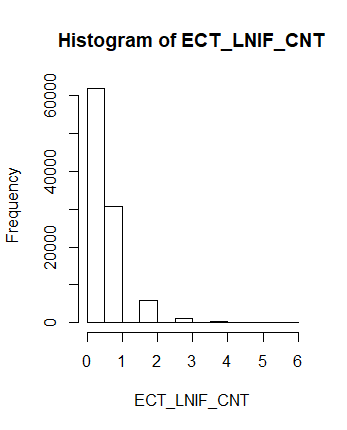 Histogram of ECT_LNIF_CNT
Frequency
60000
40000
20000
0
0 1 2 3 4 5 6
ECT_LNIF_CNT